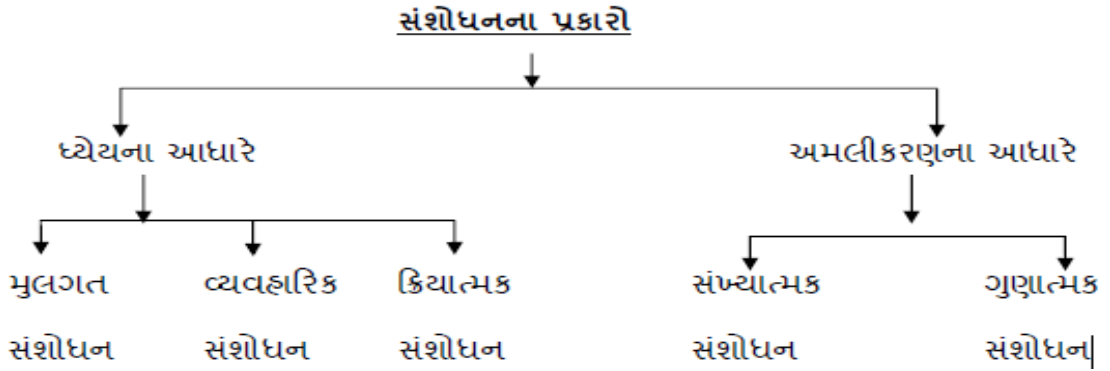 સંશોધનના પ્રકારો
ધ્યેયના આધારે અમલીકરણના આધારે
મુલગત વ્યવહારિક ક્રિયાત્મક સંખ્યાત્મક ગુણાત્મક
સંશોધન સંશોધન સંશોધન સંશોધન સંશોધન